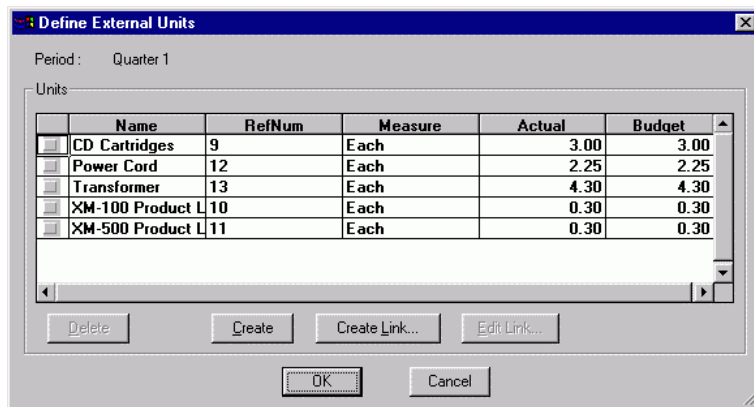 Define External Units
Period : Quarter 1
Units
Name RefNum Measure Actual Budget
CD Cartridges 9 Each 3.00 3.00
Power Cord 12 Each 2.25 2.25
Transformer 13 Each 4.30 4.30
XM-100 Product L 10 Each 0.30 0.30
XM-500 Product L 11 Each 0.30 0.30
Delete Create Create Link... Edit Link...
OK Cancel